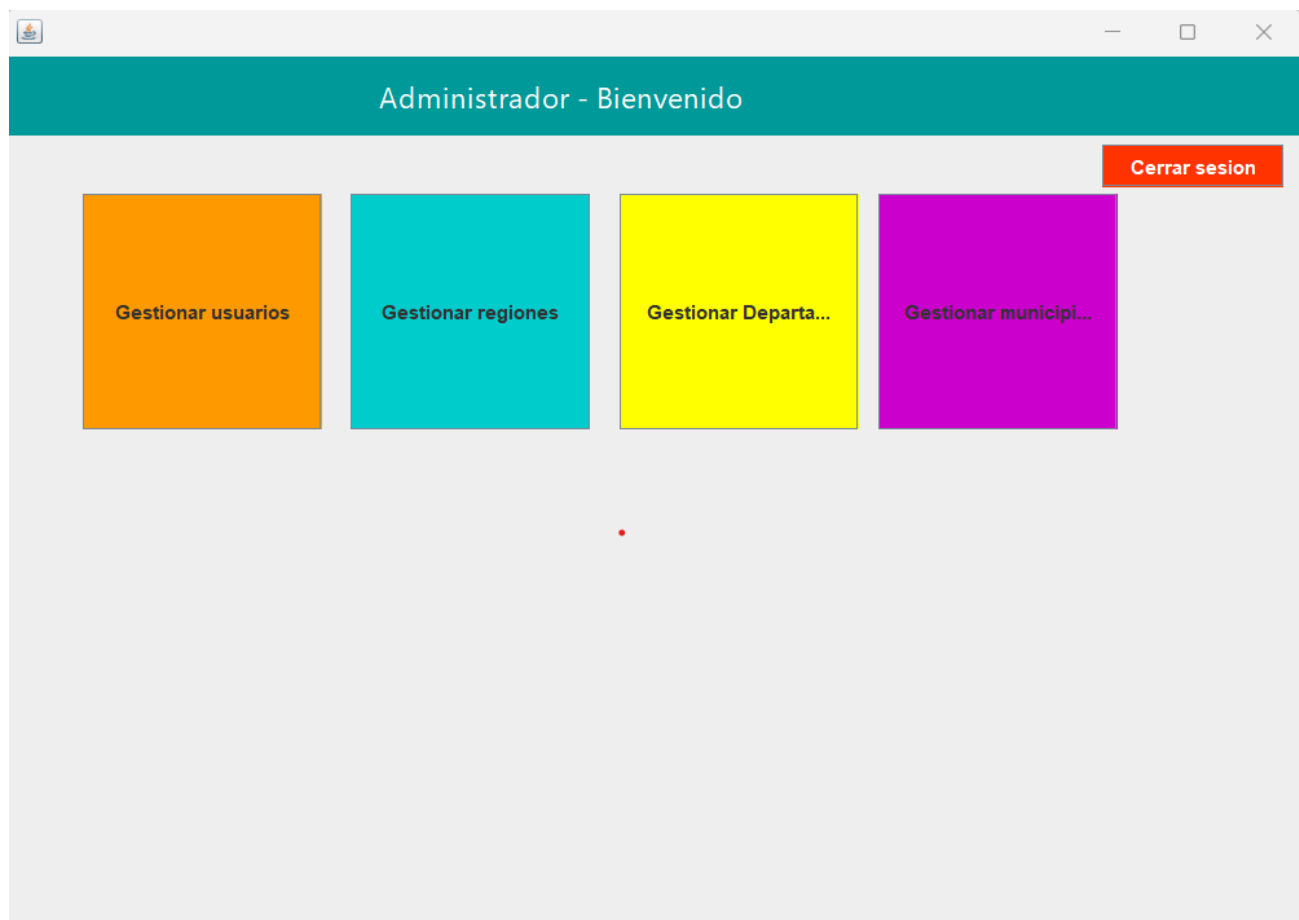 Administrador - Bienvenido
Cerrar sesion
Gestionar usuarios
Gestionar regiones
Gestionar Departa...
Gestionar municipi...